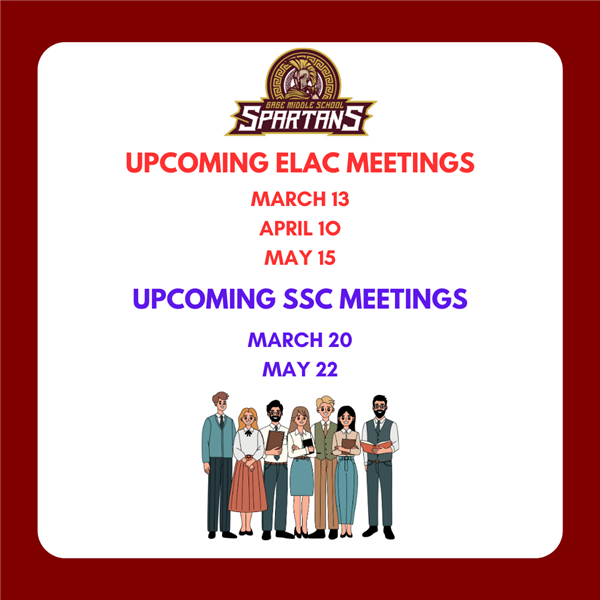 GAGE MIDDLE SCHOOL
SPARTANS
UPCOMING ELAC MEETINGS
MARCH 13
APRIL 10
MAY 15
UPCOMING SSC MEETINGS
MARCH 20
MAY 22